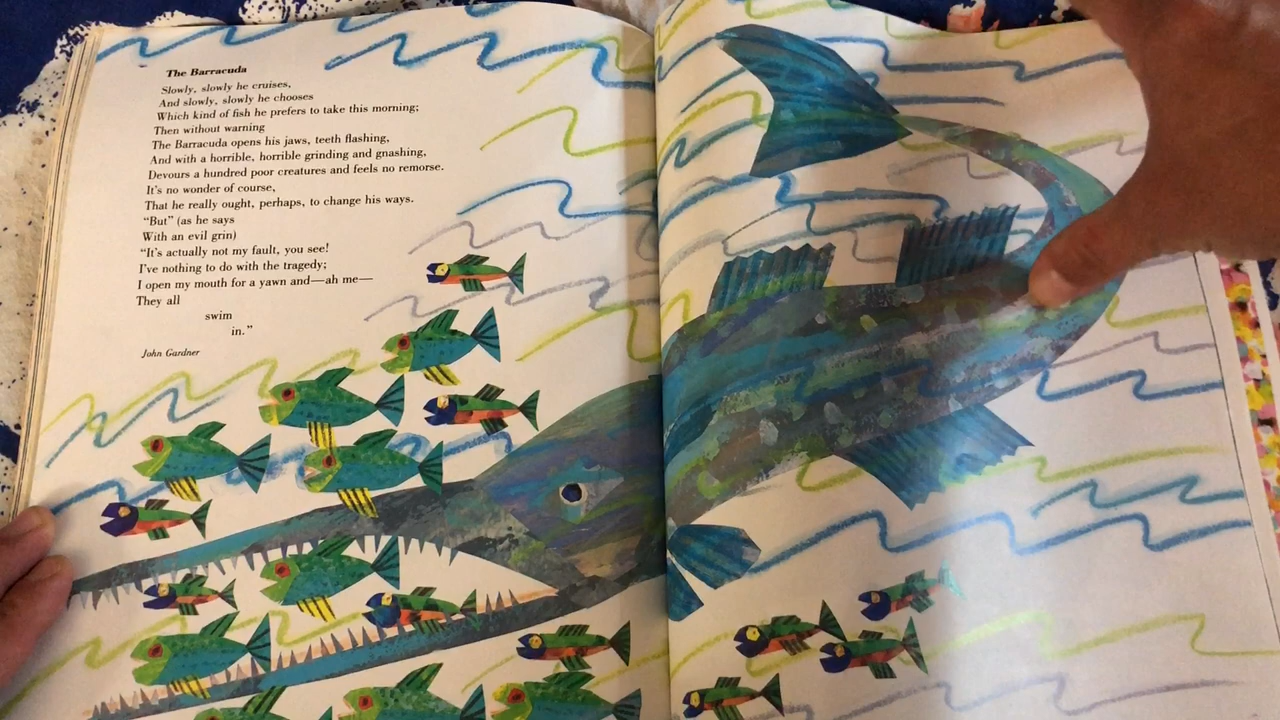 The Barracuda
Slowly, slowly he cruises,
And slowly, slowly he chooses
Which kind of fish he prefers to take this morning;
Then without warning
The Barracuda opens his jaws, teeth flashing,
And with a horrible, horrible grinding and gnashing,
Devours a hundred poor creatures and feels no remorse.
It's no wonder of course,
That he really ought, perhaps, to change his ways.
“But” (as he says
With an evil grin)
“It's actually not my fault, you see!
I've nothing to do with the tragedy;
I open my mouth for a yawn and—ah me—
They all
swim
in.”
John Gardner